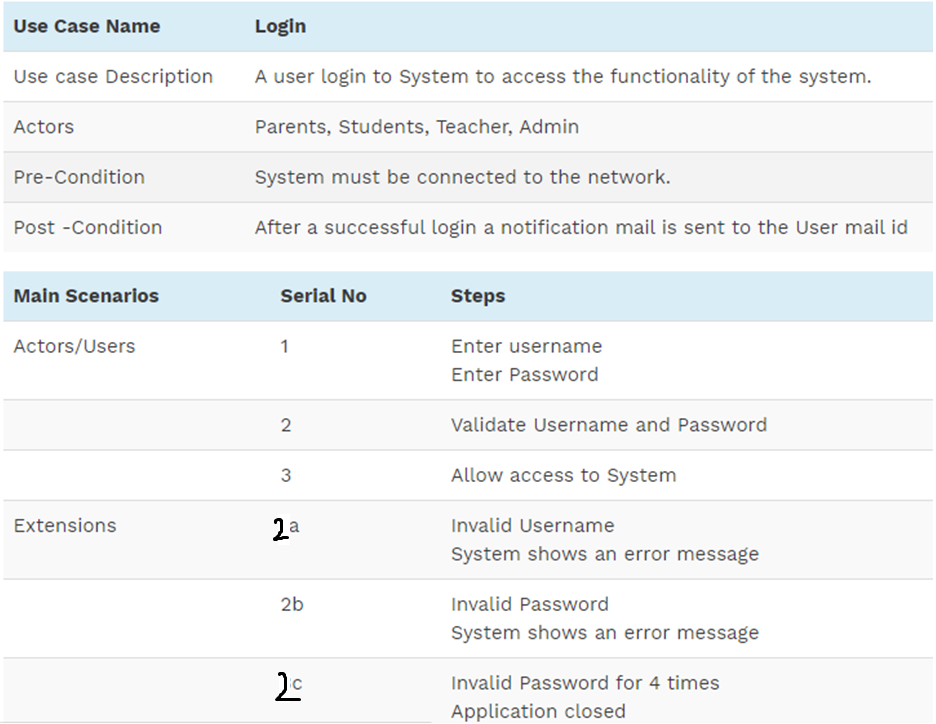 Use Case Name Login
Use case Description A user login to System to access the functionality of the system.
Actors Parents, Students, Teacher, Admin
Pre-Condition System must be connected to the network.
Post -Condition After a successful login a notification mail is sent to the User mail id
Main Scenarios Serial No Steps
Actors/Users 1 Enter username
Enter Password
2 Validate Username and Password
3 Allow access to System
Extensions 2a Invalid Username
System shows an error message
2b Invalid Password
System shows an error message
2c Invalid Password for 4 times
Application closed